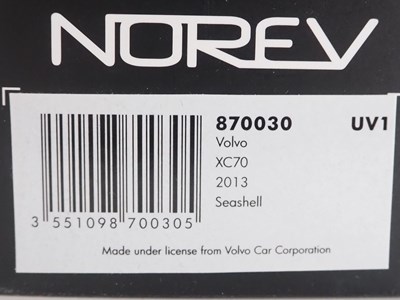 NOREV
870030 UV1
Volvo
XC70
2013
Seashell
3 551098 700305
Made under license from Volvo Car Corporation